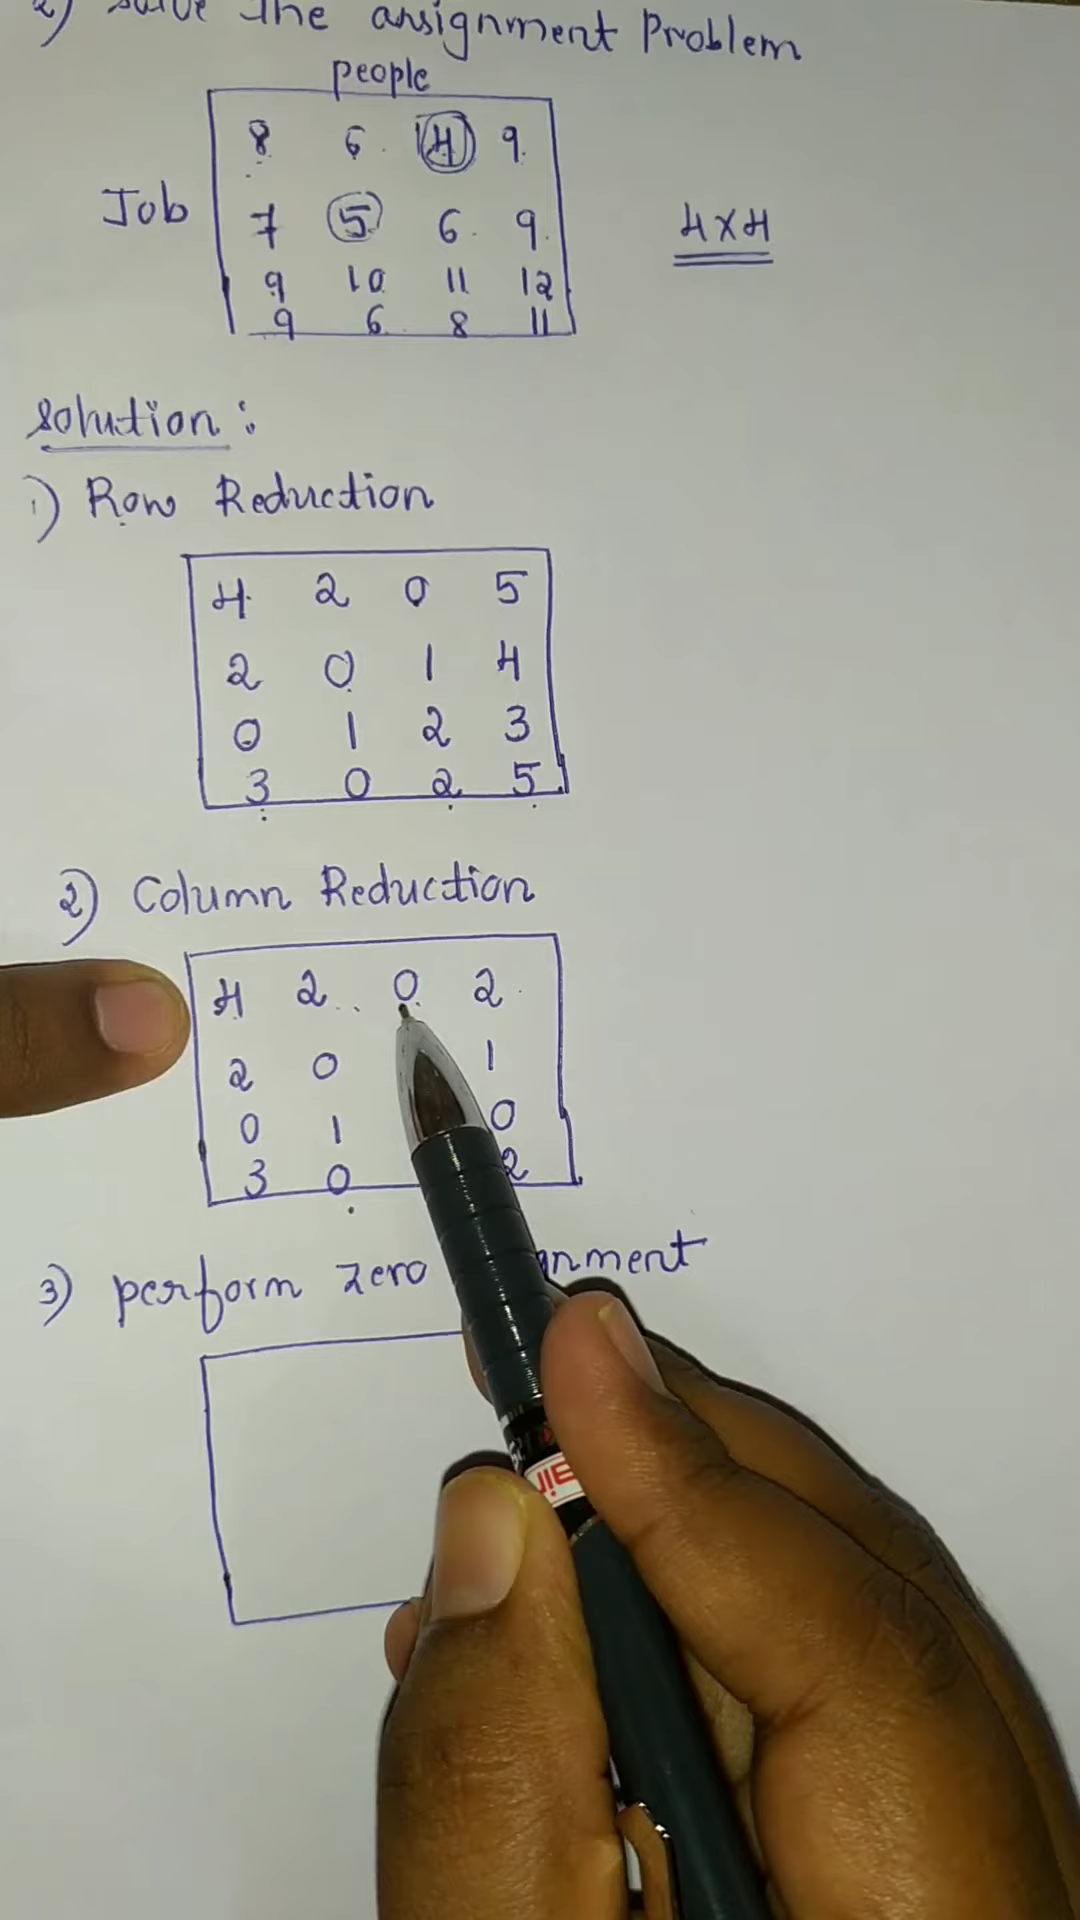 2) Solve The assignment Problem
people
8 6 4 9
Job
7 5 6 9
4X4
9 10 11 12
9 6 8 11
Solution :
1) Row Reduction
4 2 0 5
2 0 1 4
0 1 2 3
3 0 2 5
2) Column Reduction
4 2 0 2
2 0 1
0 1 0
3 0 2
3) perform zero